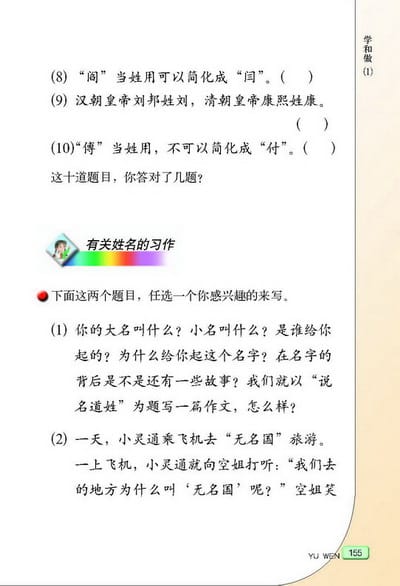 学和做
(1)
(8)“阎”当姓用可以简化成“闫”。(　)
(9) 汉朝皇帝刘邦姓刘，清朝皇帝康熙姓康。
(　)
(10)“傅”当姓用，不可以简化成“付”。(　)
这十道题目，你答对了几题？
有关姓名的习作
下面这两个题目，任选一个你感兴趣的来写。
(1) 你的大名叫什么？小名叫什么？是谁给你
起的？为什么给你起这个名字？在名字的
背后是不是还有一些故事？我们就以“说
名道姓”为题写一篇作文，怎么样？
(2) 一天，小灵通乘飞机去“无名国”旅游。
一上飞机，小灵通就向空姐打听：“我们去
的地方为什么叫‘无名国’呢？”空姐笑
YU WEN 155